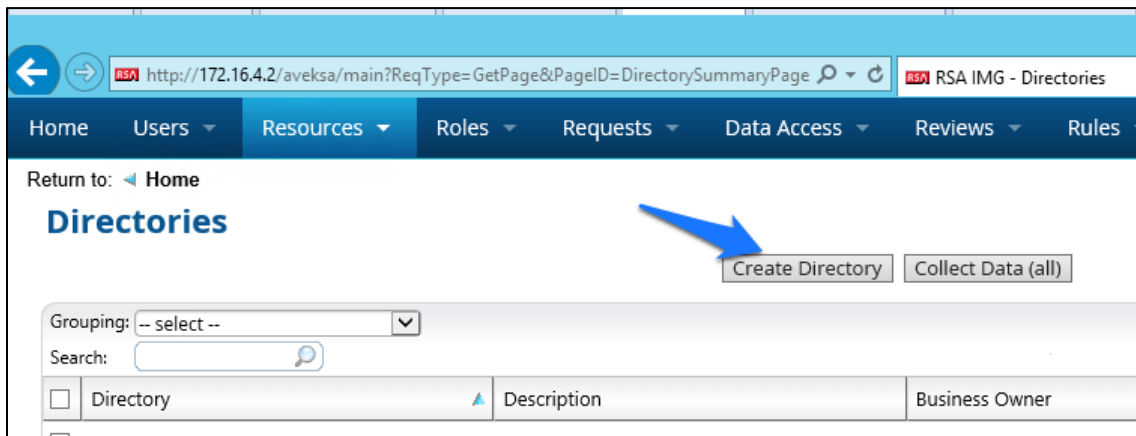 http://172.16.4.2/aveksa/main?ReqType=GetPage&PageID=DirectorySummaryPage RSA IMG - Directories
Home Users Resources Roles Requests Data Access Reviews Rules
Return to: Home
Directories
Create Directory Collect Data (all)
Grouping: -- select --
Search:
Directory Description Business Owner